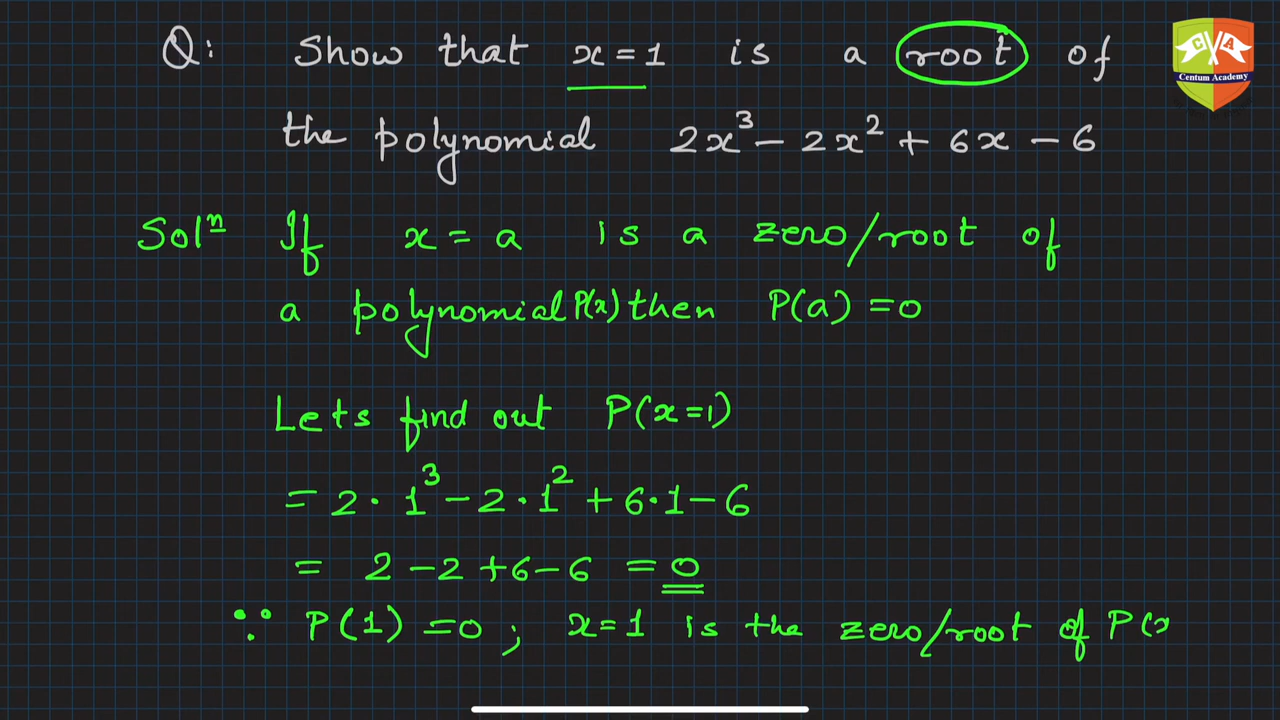 Q: Show that x=1 is a root of
the polynomial 2x³ - 2x² + 6x - 6
Solⁿ If x = a is a zero/root of
a polynomial P(x) then P(a) = 0
Lets find out P(x=1)
= 2 · 1³ - 2 · 1² + 6 · 1 - 6
= 2 - 2 + 6 - 6 = 0
∵ P(1) = 0 ; x=1 is the zero/root of P(x
CA
Centum Academy